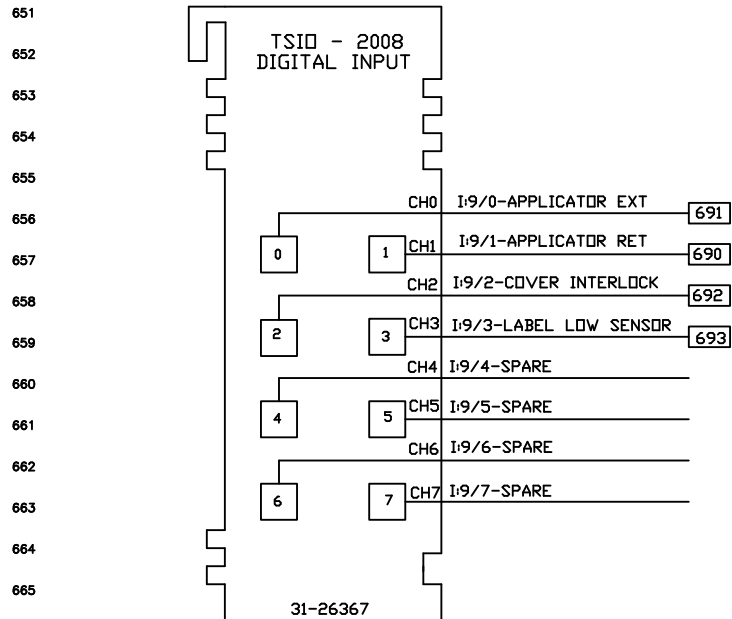 651
TSIO - 2008
652
DIGITAL INPUT
653
654
655
CH0 I:9/0-APPLICATOR EXT 691
656
0 1 CH1 I:9/1-APPLICATOR RET 690
657
CH2 I:9/2-COVER INTERLOCK 692
658
2 3 CH3 I:9/3-LABEL LOW SENSOR 693
659
CH4 I:9/4-SPARE
660
4 5 CH5 I:9/5-SPARE
661
CH6 I:9/6-SPARE
662
6 7 CH7 I:9/7-SPARE
663
664
665
31-26367